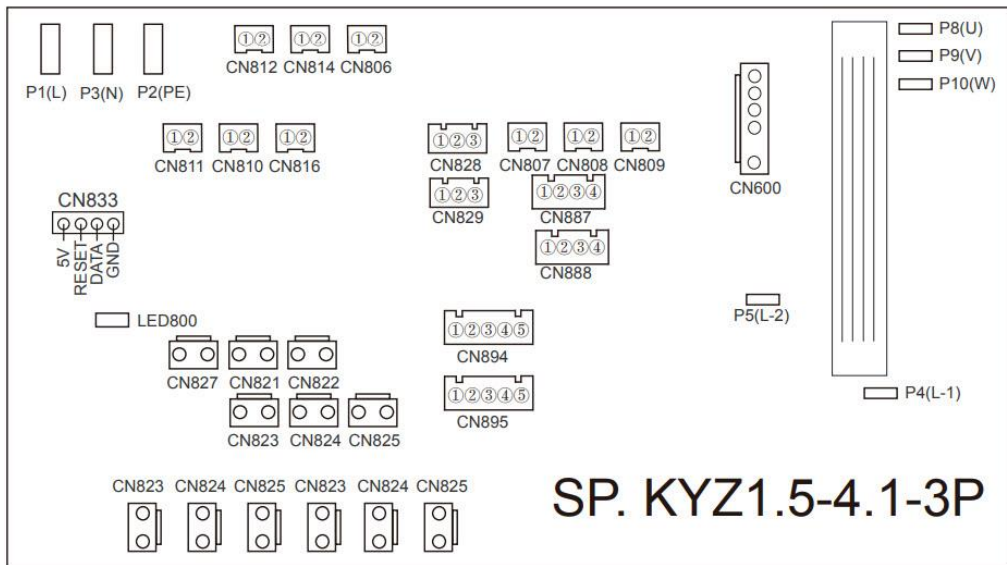 P1(L) P3(N) P2(PE)
①② ①② ①②
CN812 CN814 CN806
P8(U)
P9(V)
P10(W)
①② ①② ①②
CN811 CN810 CN816
①②③ ①② ①② ①②
CN828 CN807 CN808 CN809
①②③ ①②③④
CN829 CN887
①②③④
CN888
CN600
CN833
5V
RESET
DATA
GND
LED800
P5(L-2)
P4(L-1)
①②③④⑤
CN894
①②③④⑤
CN895
CN827 CN821 CN822
CN823 CN824 CN825
CN823 CN824 CN825 CN823 CN824 CN825
SP. KYZ1.5-4.1-3P